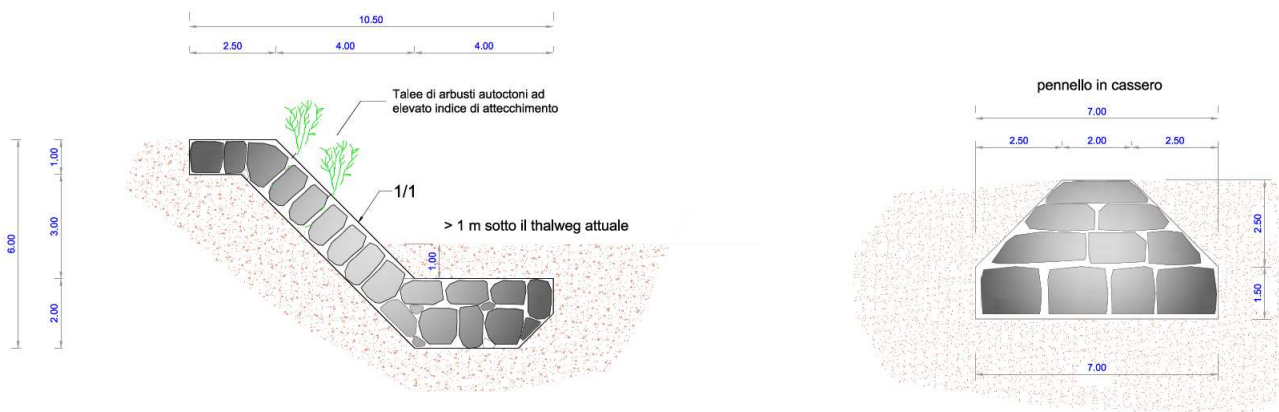 10.50
2.50 4.00 4.00
Talee di arbusti autoctoni ad
elevato indice di attecchimento
1/1
> 1 m sotto il thalweg attuale
1.00
6.00
1.00
3.00
2.00
pennello in cassero
7.00
2.50 2.00 2.50
2.50
1.50
7.00